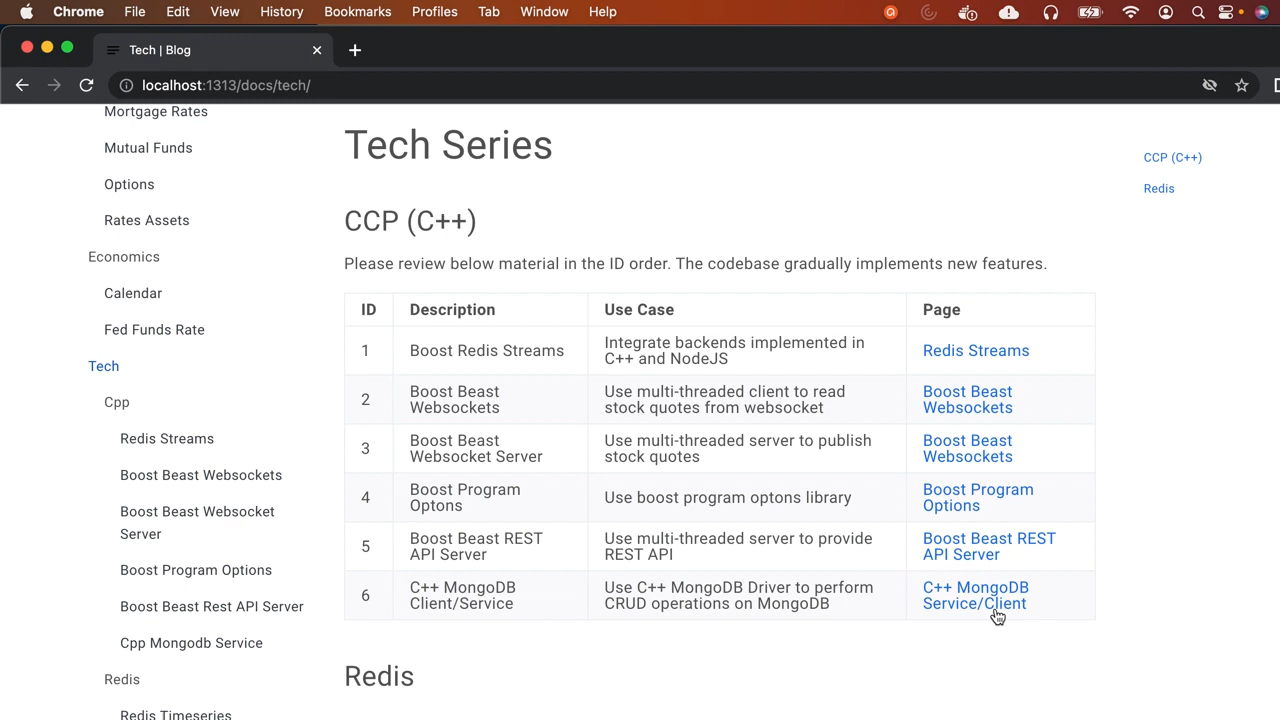 Chrome File Edit View History Bookmarks Profiles Tab Window Help
Tech | Blog
localhost:1313/docs/tech/
Mortgage Rates
Mutual Funds
Options
Rates Assets
Economics
Calendar
Fed Funds Rate
Tech
Cpp
Redis Streams
Boost Beast Websockets
Boost Beast Websocket
Server
Boost Program Options
Boost Beast Rest API Server
Cpp Mongodb Service
Redis
Redis Timeseries
Tech Series
CCP (C++)
Please review below material in the ID order. The codebase gradually implements new features.
ID Description Use Case Page
1 Boost Redis Streams Integrate backends implemented in
C++ and NodeJS Redis Streams
2 Boost Beast
Websockets Use multi-threaded client to read
stock quotes from websocket Boost Beast
Websockets
3 Boost Beast
Websocket Server Use multi-threaded server to publish
stock quotes Boost Beast
Websockets
4 Boost Program
Optons Use boost program optons library Boost Program
Options
5 Boost Beast REST
API Server Use multi-threaded server to provide
REST API Boost Beast REST
API Server
6 C++ MongoDB
Client/Service Use C++ MongoDB Driver to perform
CRUD operations on MongoDB C++ MongoDB
Service/Client
Redis
CCP (C++)
Redis